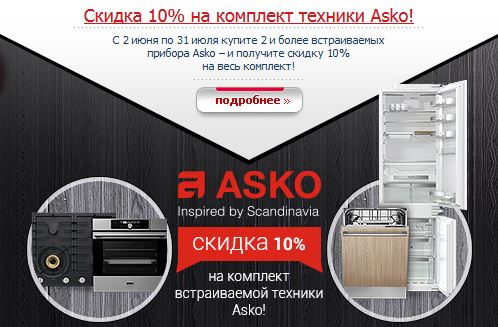 Скидка 10% на комплект техники Asko!
С 2 июня по 31 июля купите 2 и более встраиваемых
прибора Asko – и получите скидку 10%
на весь комплект!
подробнее »
ASKO
Inspired by Scandinavia
скидка 10%
на комплект
встраиваемой техники
Asko!